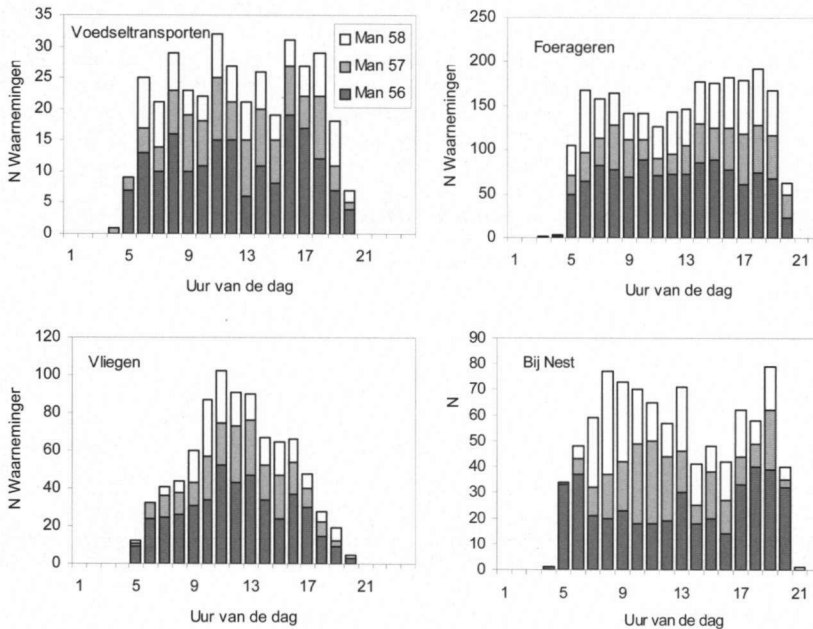 Voedseltransporten
Man 58
Man 57
Man 56
N Waarnemingen
35
30
25
20
15
10
5
0
1 5 9 13 17 21
Uur van de dag
Foerageren
N Waarnemingen
250
200
150
100
50
0
1 5 9 13 17 21
Uur van de dag
Vliegen
N Waarneminger
120
100
80
60
40
20
0
1 5 9 13 17 21
Uur van de dag
Bij Nest
N
90
80
70
60
50
40
30
20
10
0
1 5 9 13 17 21
Uur van de dag